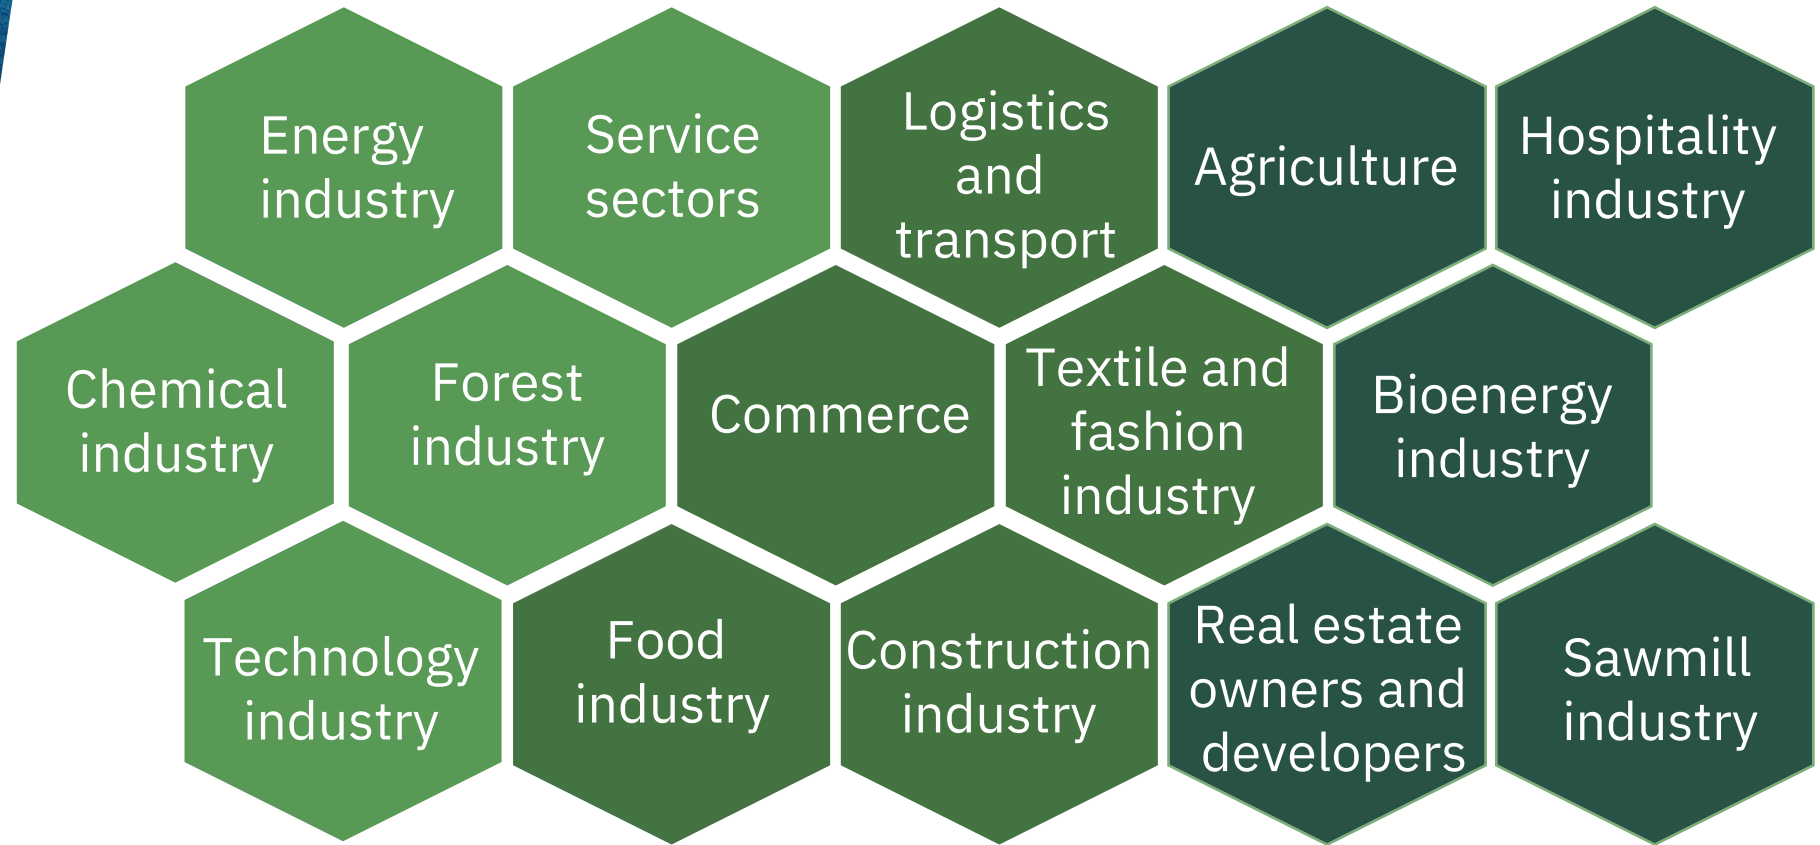 Energy
industry
Service
sectors
Logistics
and
transport
Agriculture
Hospitality
industry
Chemical
industry
Forest
industry
Commerce
Textile and
fashion
industry
Bioenergy
industry
Technology
industry
Food
industry
Construction
industry
Real estate
owners and
developers
Sawmill
industry